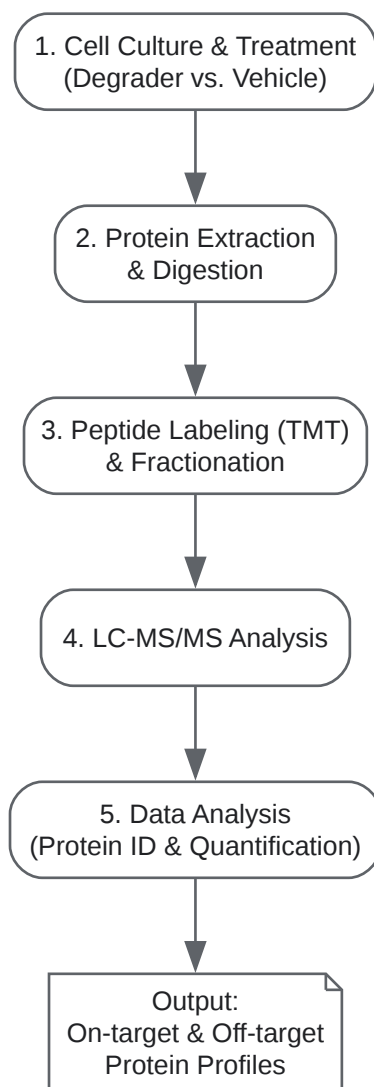 1. Cell Culture & Treatment
(Degrader vs. Vehicle)
2. Protein Extraction
& Digestion
3. Peptide Labeling (TMT)
& Fractionation
4. LC-MS/MS Analysis
5. Data Analysis
(Protein ID & Quantification)
Output:
On-target & Off-target
Protein Profiles